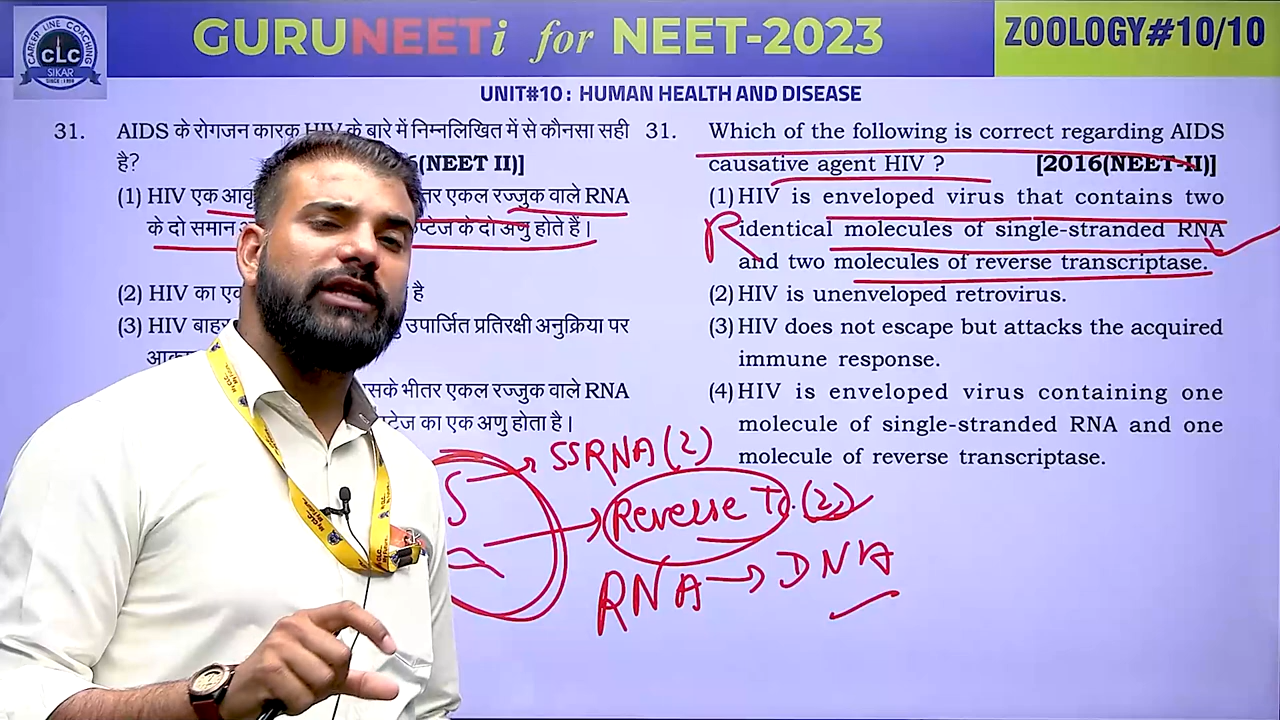 CAREER LINE COACHING
CLC
SIKAR
SINCE : 1996
GURUNEETi for NEET-2023
ZOOLOGY#10/10
UNIT#10 : HUMAN HEALTH AND DISEASE
31. AIDS के रोगजन कारक HIV के बारे में निम्नलिखित में से कौनसा सही
है? (NEET II)]
(1) HIV एक एकल रज्जुक वाले RNA
के दो समान के दो अणु होते हैं।
(2) HIV का है
(3) HIV उपार्जित प्रतिरक्षी अनुक्रिया पर
भीतर एकल रज्जुक वाले RNA
का एक अणु होता है।
31. Which of the following is correct regarding AIDS
causative agent HIV ? [2016(NEET-II)]
(1) HIV is enveloped virus that contains two
identical molecules of single-stranded RNA
and two molecules of reverse transcriptase.
(2) HIV is unenveloped retrovirus.
(3) HIV does not escape but attacks the acquired
immune response.
(4) HIV is enveloped virus containing one
molecule of single-stranded RNA and one
molecule of reverse transcriptase.
R
SSRNA (2)
Reverse T. (2)
RNA → DNA